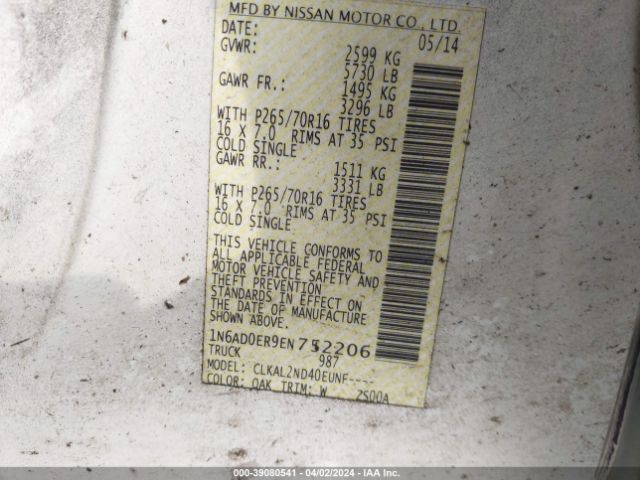 MFD BY NISSAN MOTOR CO., LTD.
DATE: 05/14
GVWR: 2599 KG
5730 LB
GAWR FR.: 1495 KG
3296 LB
WITH P265/70R16 TIRES
16 X 7.0 RIMS AT 35 PSI
COLD SINGLE
GAWR RR.: 1511 KG
3331 LB
WITH P265/70R16 TIRES
16 X 7.0 RIMS AT 35 PSI
COLD SINGLE
THIS VEHICLE CONFORMS TO
ALL APPLICABLE FEDERAL
MOTOR VEHICLE SAFETY AND
THEFT PREVENTION
STANDARDS IN EFFECT ON
THE DATE OF MANUFACTURE
SHOWN ABOVE.
1N6AD0ER9EN752206
TRUCK 987
MODEL: CLKAL2ND40EUNF----
COLOR: QAK TRIM: W 2S00A
000-39080541 - 04/02/2024 - IAA Inc.